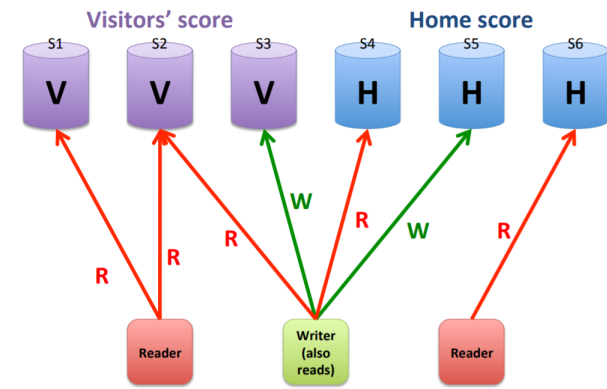 Visitors’ score
Home score
S1 S2 S3 S4 S5 S6
V V V H H H
W
R
R
R
R
W
R
Reader
Writer
(also
reads)
Reader